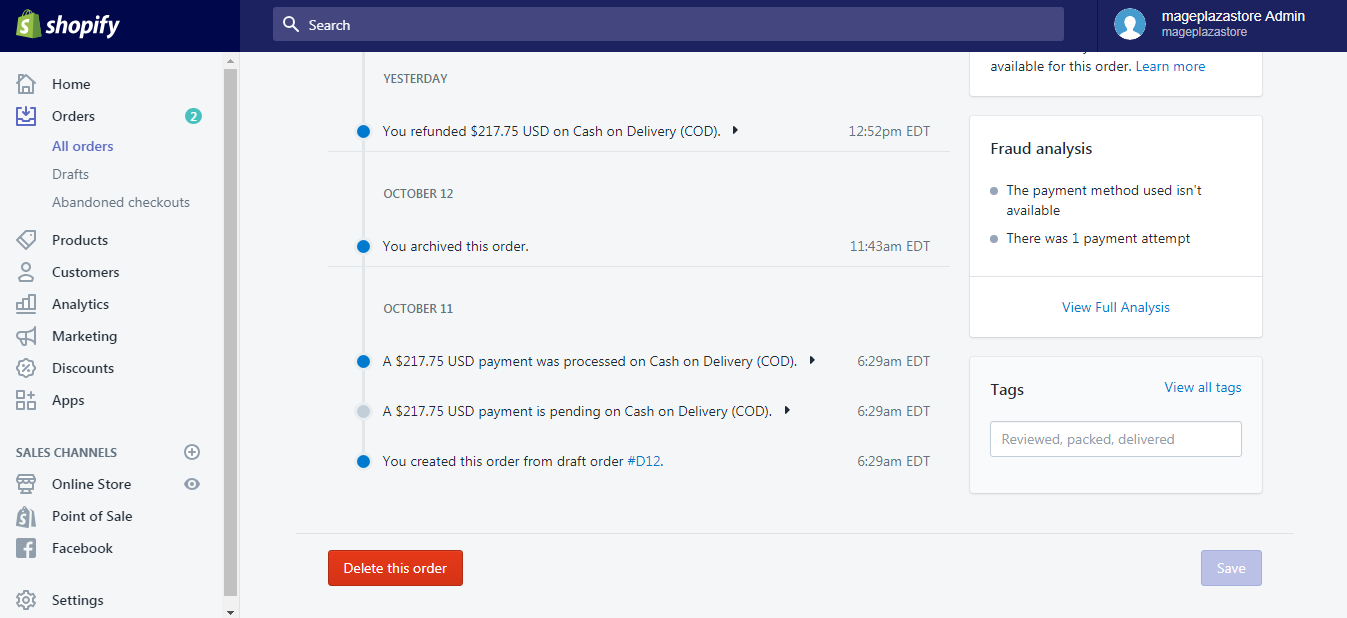 shopify
Search
mageplazastore Admin
mageplazastore
Home
Orders
2
All orders
Drafts
Abandoned checkouts
Products
Customers
Analytics
Marketing
Discounts
Apps
SALES CHANNELS
Online Store
Point of Sale
Facebook
Settings
YESTERDAY
You refunded $217.75 USD on Cash on Delivery (COD).
12:52pm EDT
OCTOBER 12
You archived this order.
11:43am EDT
OCTOBER 11
A $217.75 USD payment was processed on Cash on Delivery (COD).
6:29am EDT
A $217.75 USD payment is pending on Cash on Delivery (COD).
6:29am EDT
You created this order from draft order #D12.
6:29am EDT
Delete this order
available for this order. Learn more
Fraud analysis
The payment method used isn't
available
There was 1 payment attempt
View Full Analysis
Tags
View all tags
Reviewed, packed, delivered
Save